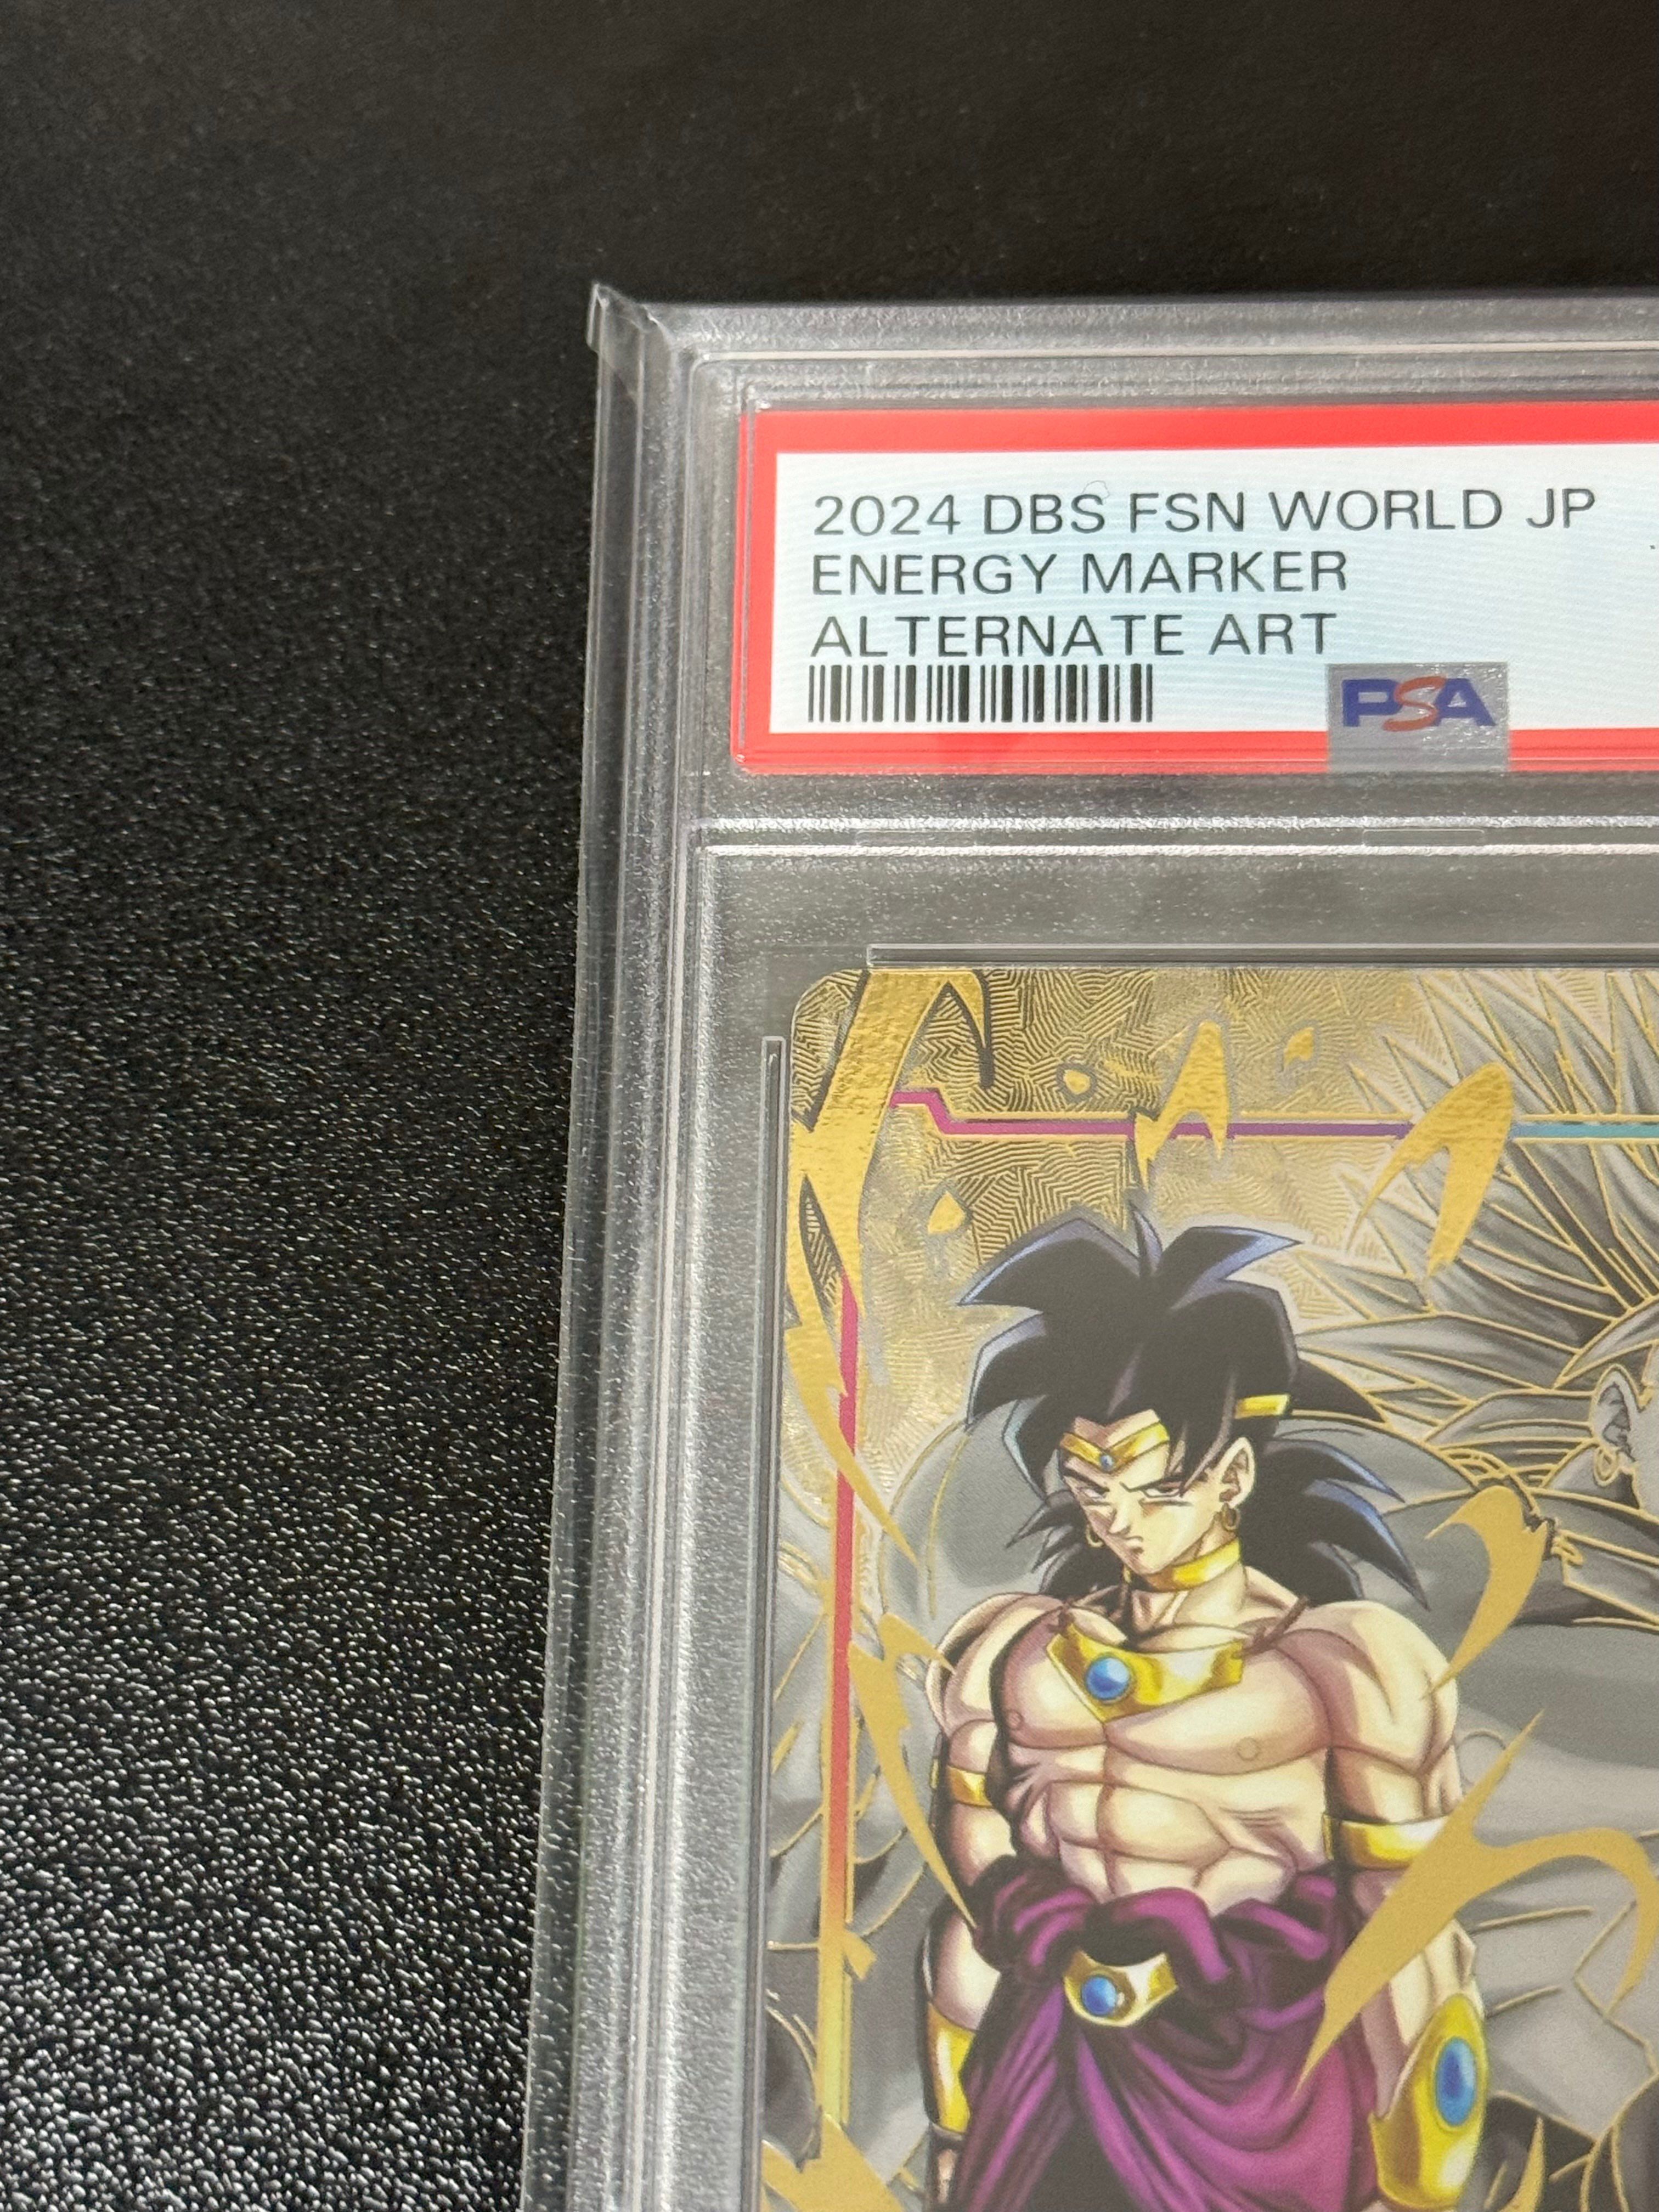 2024 DBS FSN WORLD JP
ENERGY MARKER
ALTERNATE ART
PSA